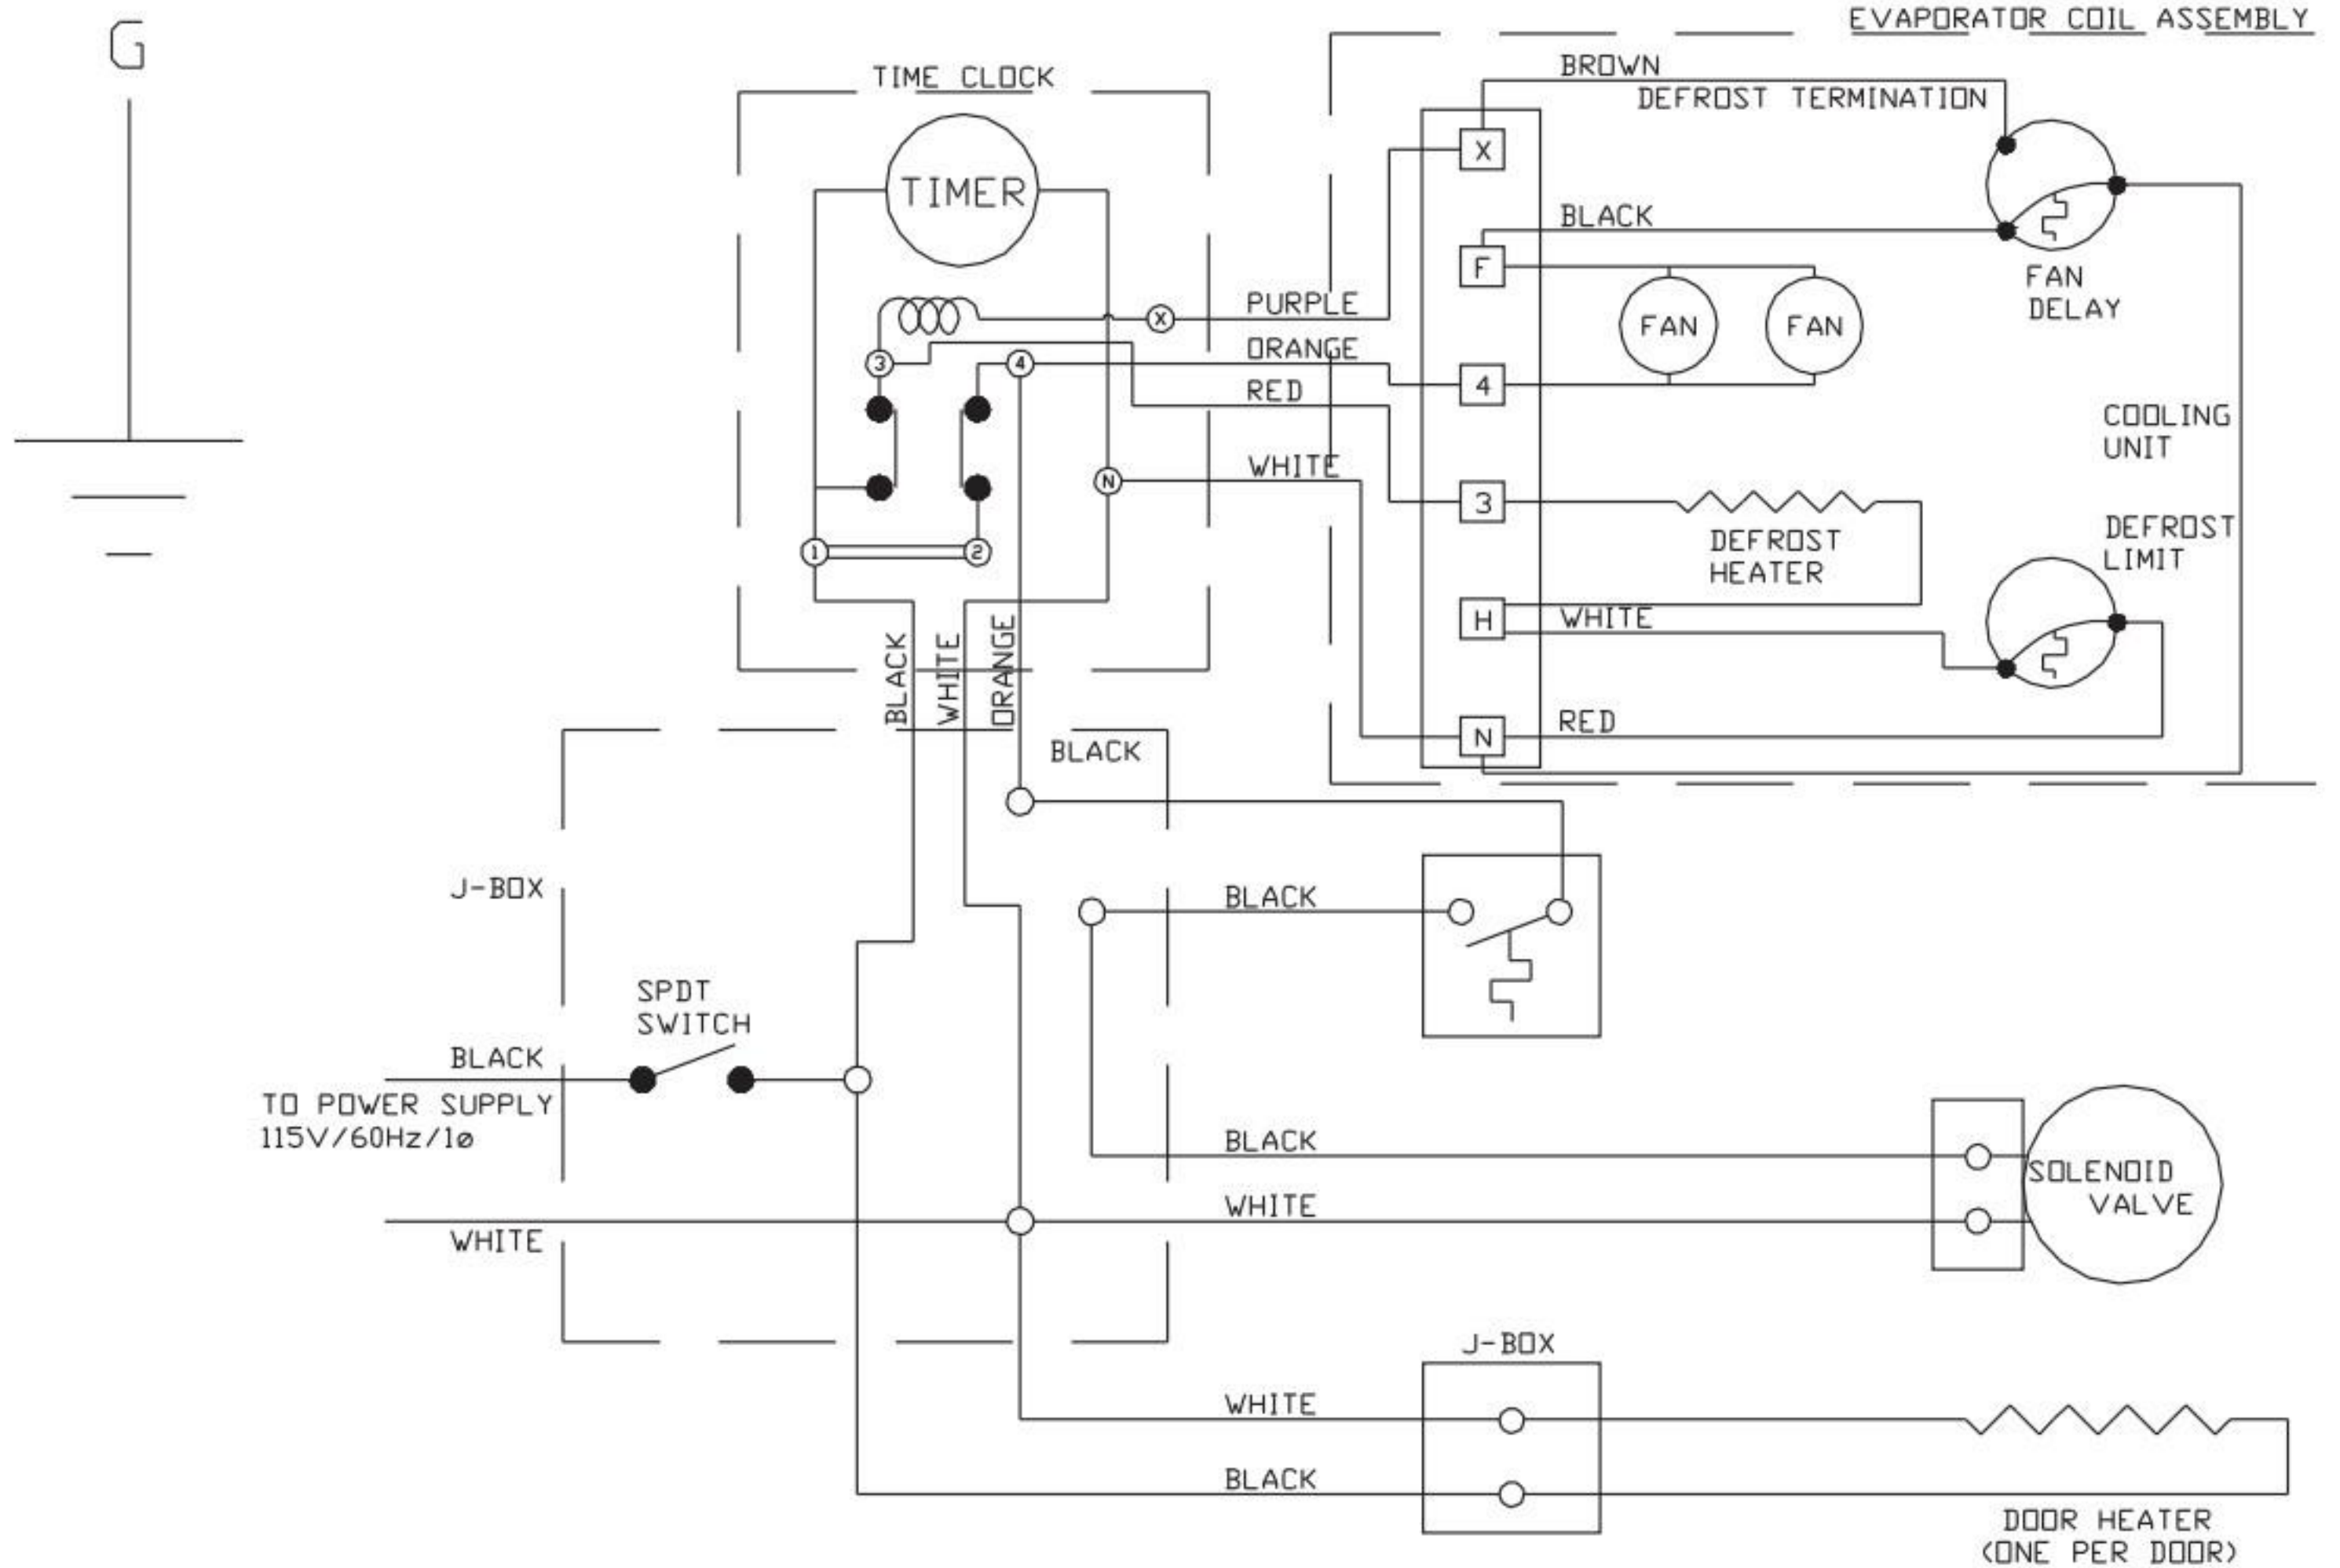 EVAPORATOR COIL ASSEMBLY
G
TIME CLOCK
BROWN
DEFROST TERMINATION
TIMER
X
BLACK
F
FAN
DELAY
PURPLE
X
FAN
FAN
ORANGE
3
4
4
RED
COOLING
UNIT
WHITE
N
3
DEFROST
HEATER
DEFROST
LIMIT
1
2
H
WHITE
BLACK
WHITE
ORANGE
RED
N
BLACK
J-BOX
BLACK
SPDT
SWITCH
BLACK
TO POWER SUPPLY
115V/60Hz/1ø
BLACK
SOLENOID
VALVE
WHITE
WHITE
J-BOX
WHITE
BLACK
DOOR HEATER
(ONE PER DOOR)